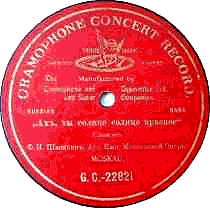 GRAMOPHONE CONCERT RECORD.
The Manufactured by
Gramophone and Typewriter Ltd
and Sister Companies.
RUSSIAN BASS
„Ахъ, ты солнце солнце красное“
Ф. И. Шаляпинъ,
MOSKAU.
G. C.-22821